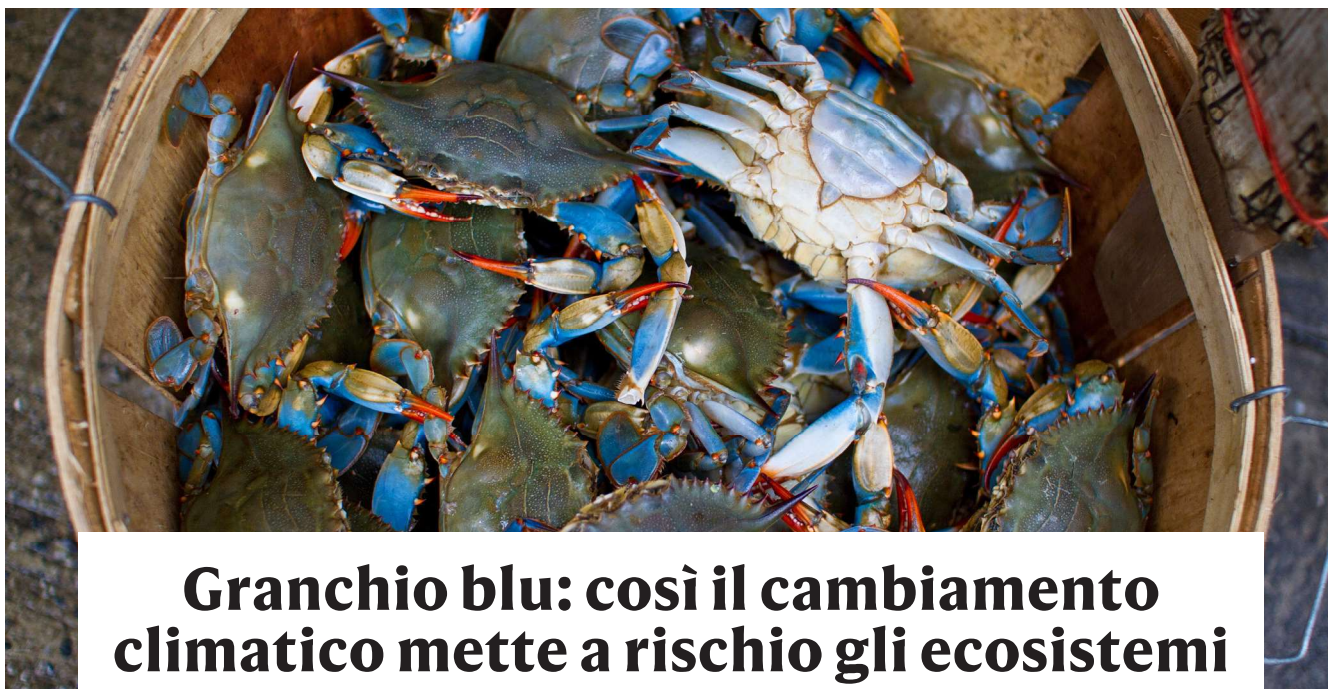 Granchio blu: così il cambiamento
climatico mette a rischio gli ecosistemi